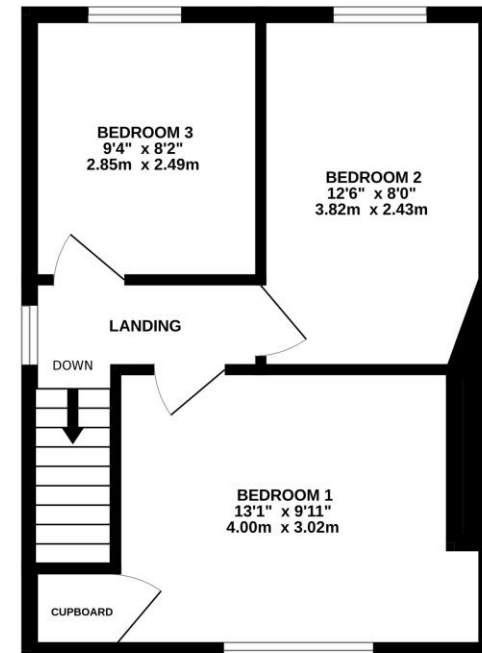 BEDROOM 3
9'4" x 8'2"
2.85m x 2.49m
BEDROOM 2
12'6" x 8'0"
3.82m x 2.43m
LANDING
DOWN
BEDROOM 1
13'1" x 9'11"
4.00m x 3.02m
CUPBOARD